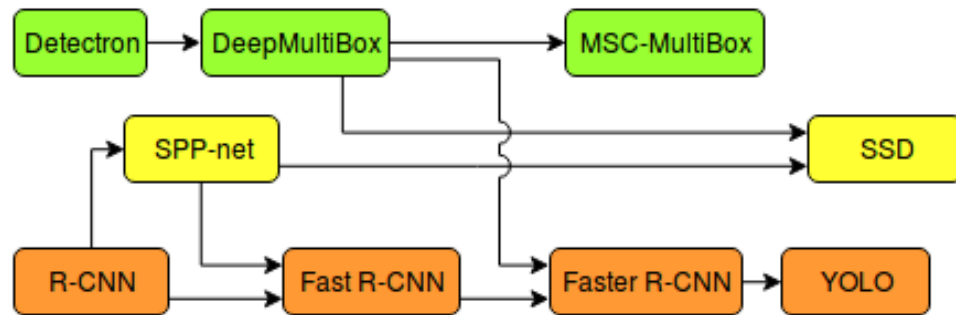 Detectron
DeepMultiBox
MSC-MultiBox
SPP-net
SSD
R-CNN
Fast R-CNN
Faster R-CNN
YOLO